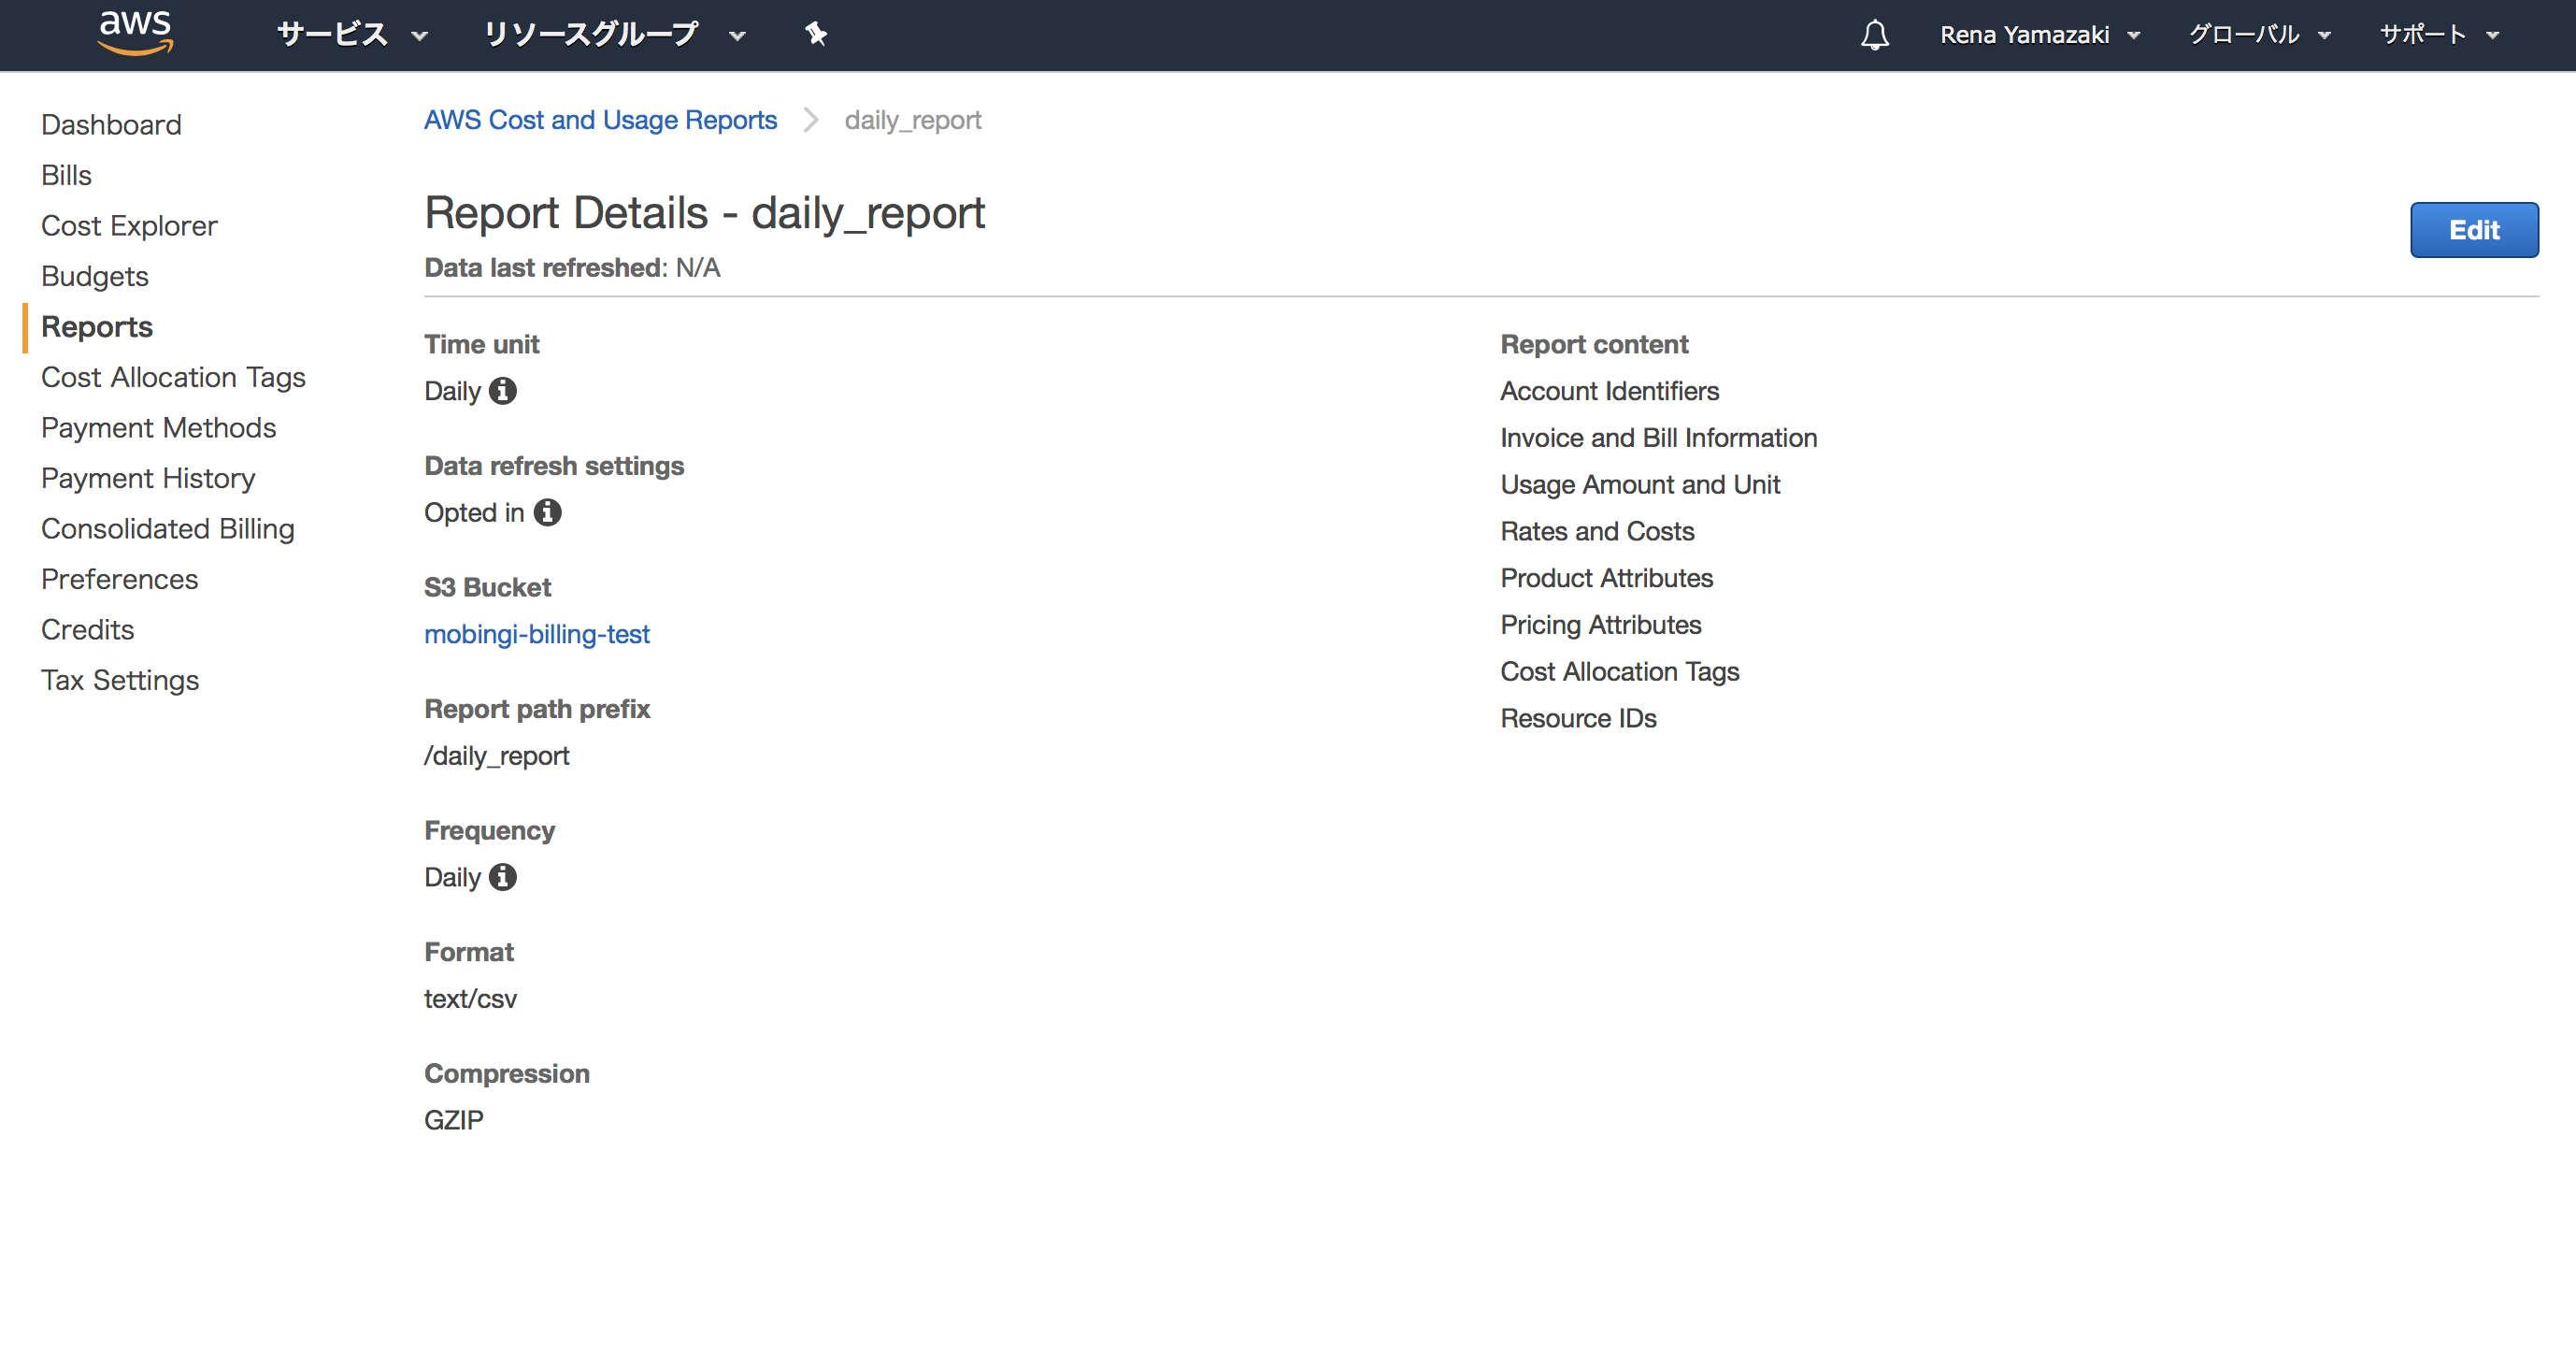 aws サービス リソースグループ Rena Yamazaki グローバル サポート
Dashboard
Bills
Cost Explorer
Budgets
Reports
Cost Allocation Tags
Payment Methods
Payment History
Consolidated Billing
Preferences
Credits
Tax Settings
AWS Cost and Usage Reports daily_report
Report Details - daily_report
Edit
Data last refreshed: N/A
Time unit
Daily
Data refresh settings
Opted in
S3 Bucket
mobingi-billing-test
Report path prefix
/daily_report
Frequency
Daily
Format
text/csv
Compression
GZIP
Report content
Account Identifiers
Invoice and Bill Information
Usage Amount and Unit
Rates and Costs
Product Attributes
Pricing Attributes
Cost Allocation Tags
Resource IDs